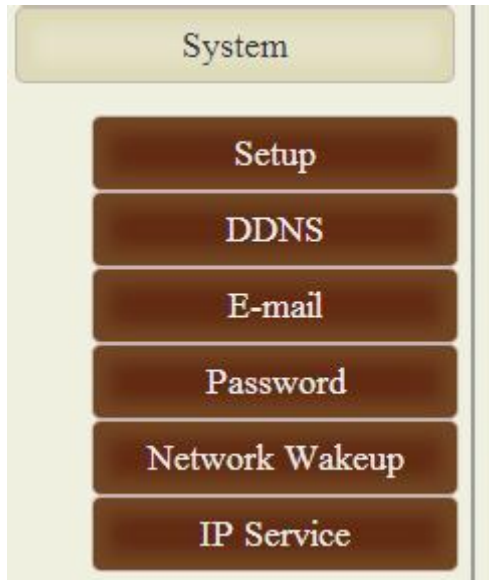 System
Setup
DDNS
E-mail
Password
Network Wakeup
IP Service